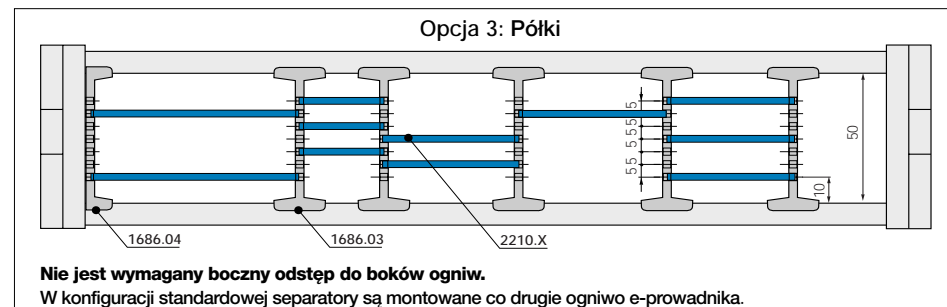 Opcja 3: Półki
5
5 5 5
5 5
50
10
1686.04
1686.03
2210.X
Nie jest wymagany boczny odstęp do boków ogniw.
W konfiguracji standardowej separatory są montowane co drugie ogniwo e-prowadnika.